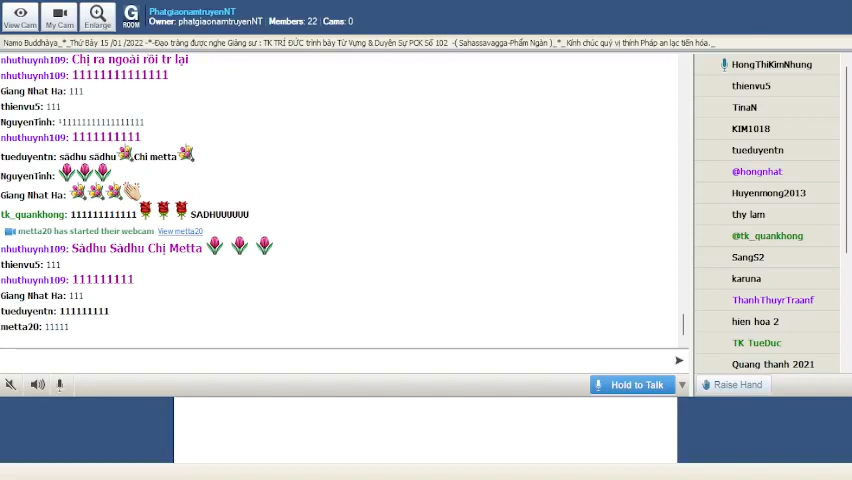 View Cam
My Cam
Enlarge
G
ROOM
PhatgiaonamtruyenNT
Owner: phatgiaonamtruyenNT
Members: 22 Cams: 0
Namo Buddhàya_*_Thứ Bảy 15 /01 /2022 -*-Đạo tràng được nghe Giảng sư : TK TRÍ ĐỨC trình bày Từ Vựng & Duyên Sự PCK Số 102 -( Sahassavagga-Phẩm Ngàn )_*_Kính chúc quý vị thính Pháp an lạc tiến hóa._
nhuthuynh109: Chị ra ngoài rồi tr lại
nhuthuynh109: 11111111111111
Giang Nhat Ha: 111
thienvu5: 111
NguyenTinh: ¹11111111111111111
nhuthuynh109: 1111111111
tueduyentn: sādhu sādhu Chị metta
NguyenTinh:
Giang Nhat Ha:
tk_quankhong: 111111111111 SADHUUUUUU
metta20 has started their webcam View metta20
nhuthuynh109: Sàdhu Sàdhu Chị Metta
thienvu5: 111
nhuthuynh109: 111111111
Giang Nhat Ha: 111
tueduyentn: 111111111
metta20: 11111
Hold to Talk
HongThiKimNhung
thienvu5
TinaN
KIM1018
tueduyentn
@hongnhat
Huyenmong2013
thy lam
@tk_quankhong
SangS2
karuna
ThanhThuyrTraanf
hien hoa 2
TK TueDuc
Quang thanh 2021
Raise Hand